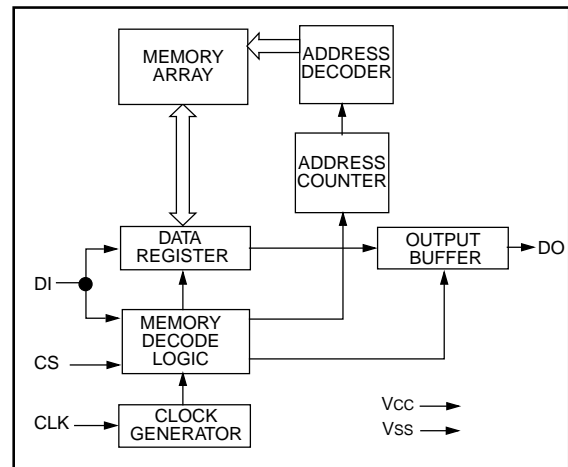 MEMORY
ARRAY
ADDRESS
DECODER
ADDRESS
COUNTER
DATA
REGISTER
OUTPUT
BUFFER
DO
DI
MEMORY
DECODE
LOGIC
CS
CLK
CLOCK
GENERATOR
VCC
VSS